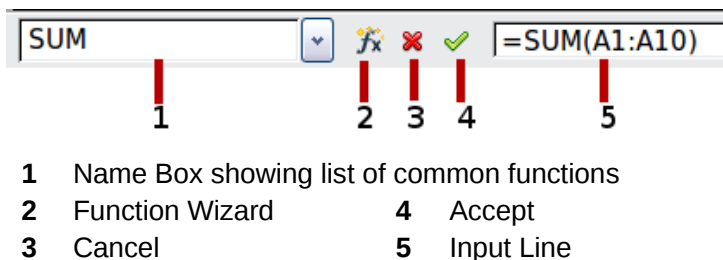 SUM fx =SUM(A1:A10)
1 2 3 4 5
1 Name Box showing list of common functions
2 Function Wizard 4 Accept
3 Cancel 5 Input Line